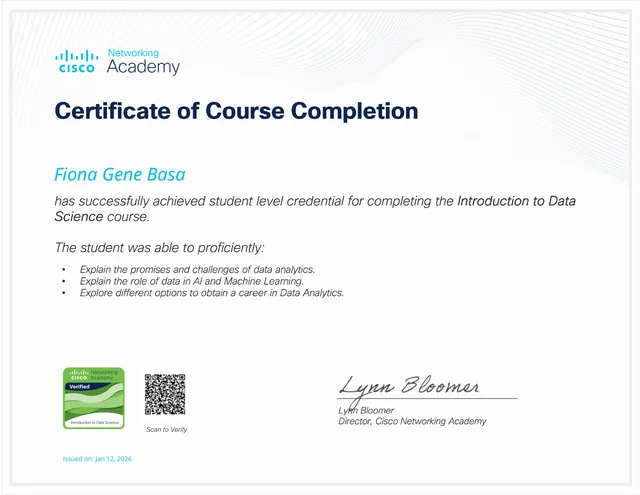 Networking
CISCO Academy
Certificate of Course Completion
Fiona Gene Basa
has successfully achieved student level credential for completing the Introduction to Data
Science course.
The student was able to proficiently:
• Explain the promises and challenges of data analytics.
• Explain the role of data in AI and Machine Learning.
• Explore different options to obtain a career in Data Analytics.
CISCO Networking
Academy
Verified
Introduction to Data Science
Scan to Verify
Lynn Bloomer
Lynn Bloomer
Director, Cisco Networking Academy
Issued on: Jan 12, 2026